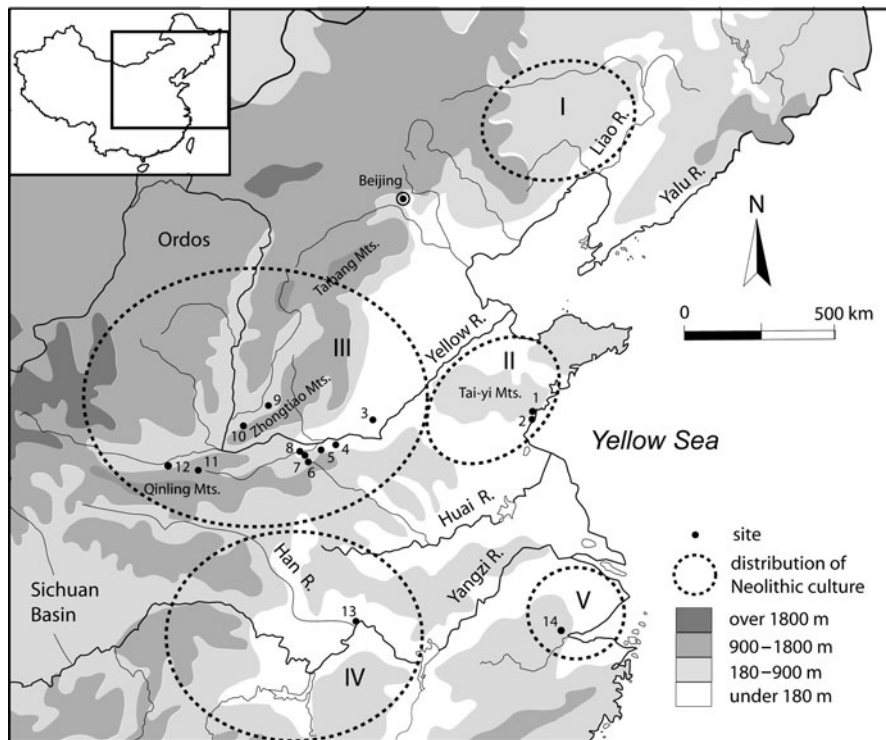 I
Liao R.
Yalu R.
Beijing
N
Ordos
0 500 km
Taihang Mts.
III
Yellow R.
II
Tai-yi Mts.
1
2
9
10
Zhongtiao Mts.
3
Yellow Sea
8
7
6
5
4
12
11
Qinling Mts.
Huai R.
site
distribution of
Neolithic culture
Han R.
Yangzi R.
Sichuan
Basin
13
V
14
IV
over 1800 m
900–1800 m
180–900 m
under 180 m